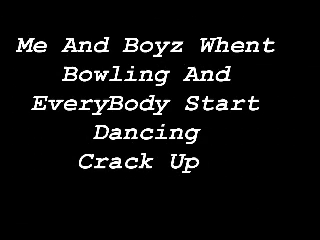 Me And Boyz Whent
Bowling And
EveryBody Start
Dancing
Crack Up